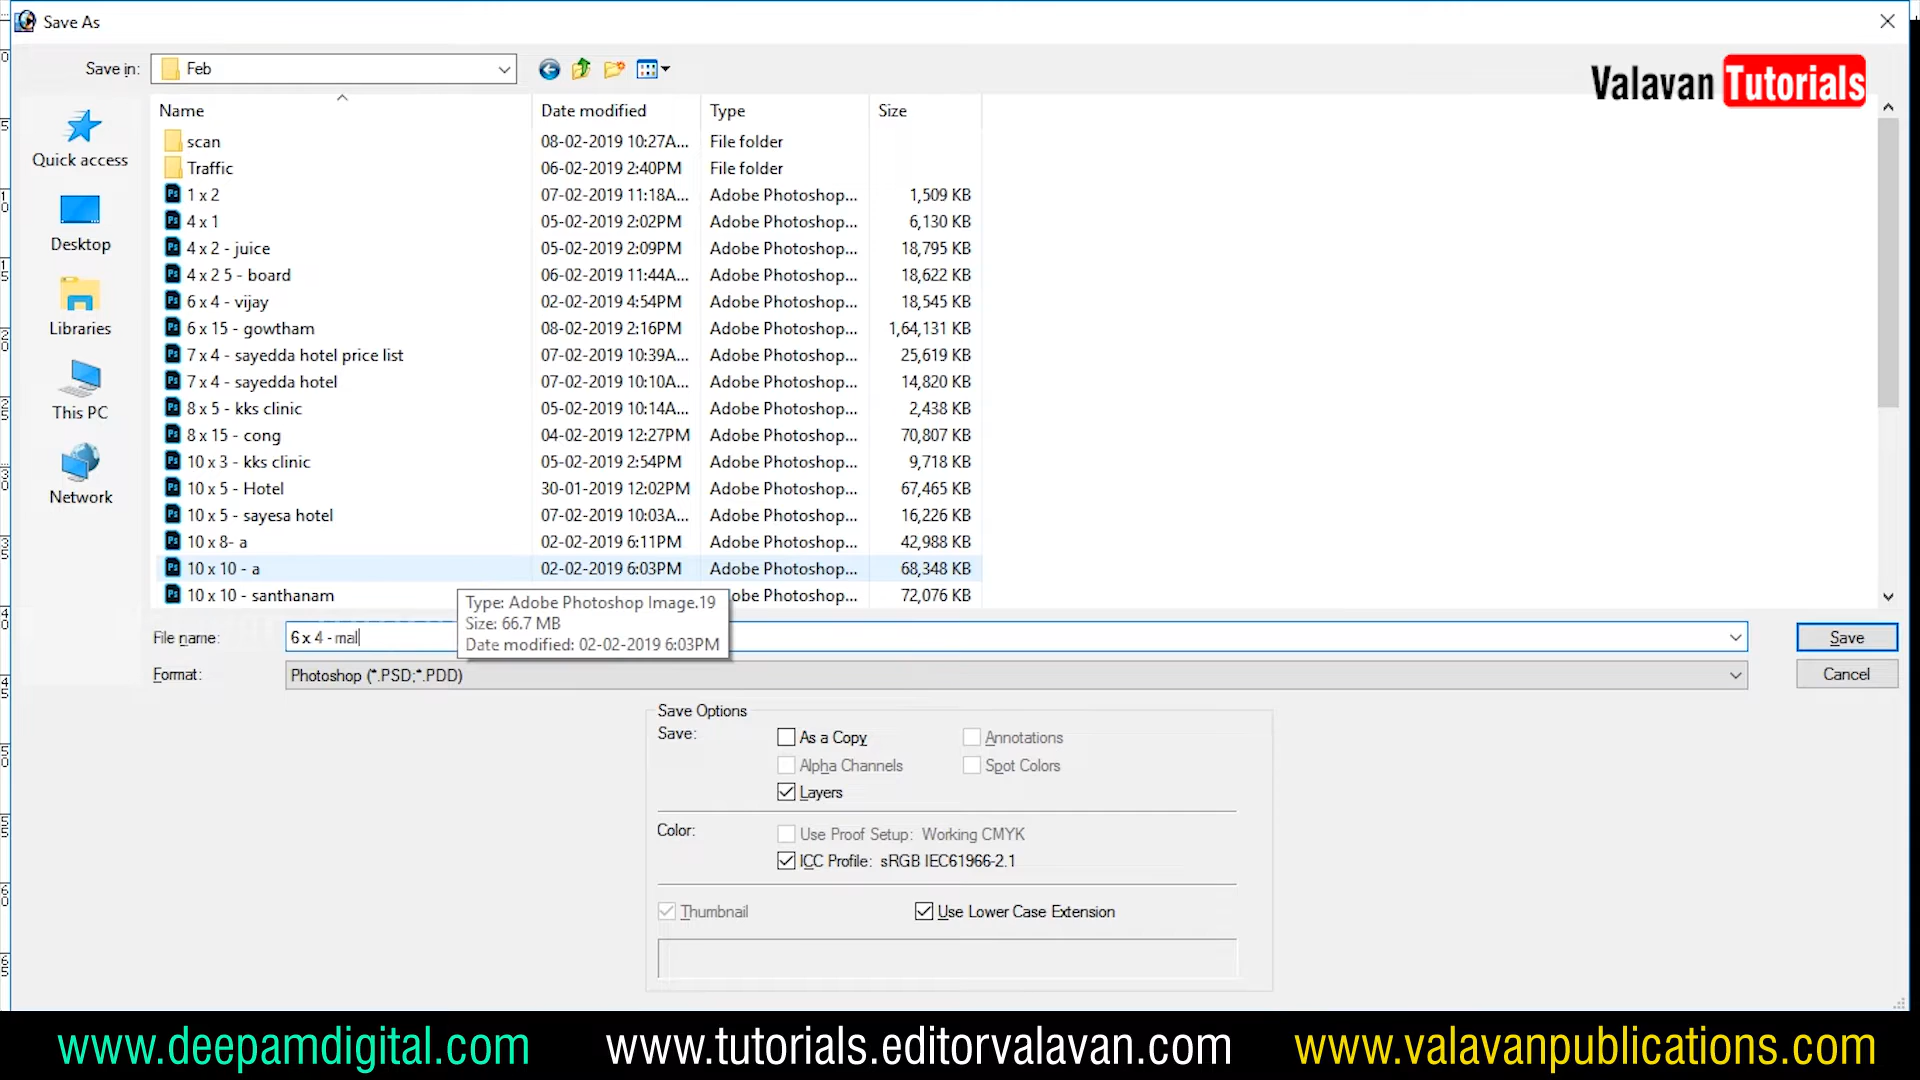 Save As
Save in: Feb
Valavan Tutorials
Name Date modified Type Size
scan 08-02-2019 10:27A... File folder
Traffic 06-02-2019 2:40PM File folder
1 x 2 07-02-2019 11:18A... Adobe Photoshop... 1,509 KB
4 x 1 05-02-2019 2:02PM Adobe Photoshop... 6,130 KB
4 x 2 - juice 05-02-2019 2:09PM Adobe Photoshop... 18,795 KB
4 x 2 5 - board 06-02-2019 11:44A... Adobe Photoshop... 18,622 KB
6 x 4 - vijay 02-02-2019 4:54PM Adobe Photoshop... 18,545 KB
6 x 15 - gowtham 08-02-2019 2:16PM Adobe Photoshop... 1,64,131 KB
7 x 4 - sayedda hotel price list 07-02-2019 10:39A... Adobe Photoshop... 25,619 KB
7 x 4 - sayedda hotel 07-02-2019 10:10A... Adobe Photoshop... 14,820 KB
8 x 5 - kks clinic 05-02-2019 10:14A... Adobe Photoshop... 2,438 KB
8 x 15 - cong 04-02-2019 12:27PM Adobe Photoshop... 70,807 KB
10 x 3 - kks clinic 05-02-2019 2:54PM Adobe Photoshop... 9,718 KB
10 x 5 - Hotel 30-01-2019 12:02PM Adobe Photoshop... 67,465 KB
10 x 5 - sayesa hotel 07-02-2019 10:03A... Adobe Photoshop... 16,226 KB
10 x 8- a 02-02-2019 6:11PM Adobe Photoshop... 42,988 KB
10 x 10 - a 02-02-2019 6:03PM Adobe Photoshop... 68,348 KB
10 x 10 - santhanam obe Photoshop... 72,076 KB
Quick access
Desktop
Libraries
This PC
Network
Type: Adobe Photoshop Image.19
Size: 66.7 MB
Date modified: 02-02-2019 6:03PM
File name: 6 x 4 - mal Save
Format: Photoshop (*.PSD;*.PDD) Cancel
Save Options
Save: As a Copy Annotations
Alpha Channels Spot Colors
Layers
Color: Use Proof Setup: Working CMYK
ICC Profile: sRGB IEC61966-2.1
Thumbnail Use Lower Case Extension
www.deepamdigital.com www.tutorials.editorvalavan.com www.valavanpublications.com